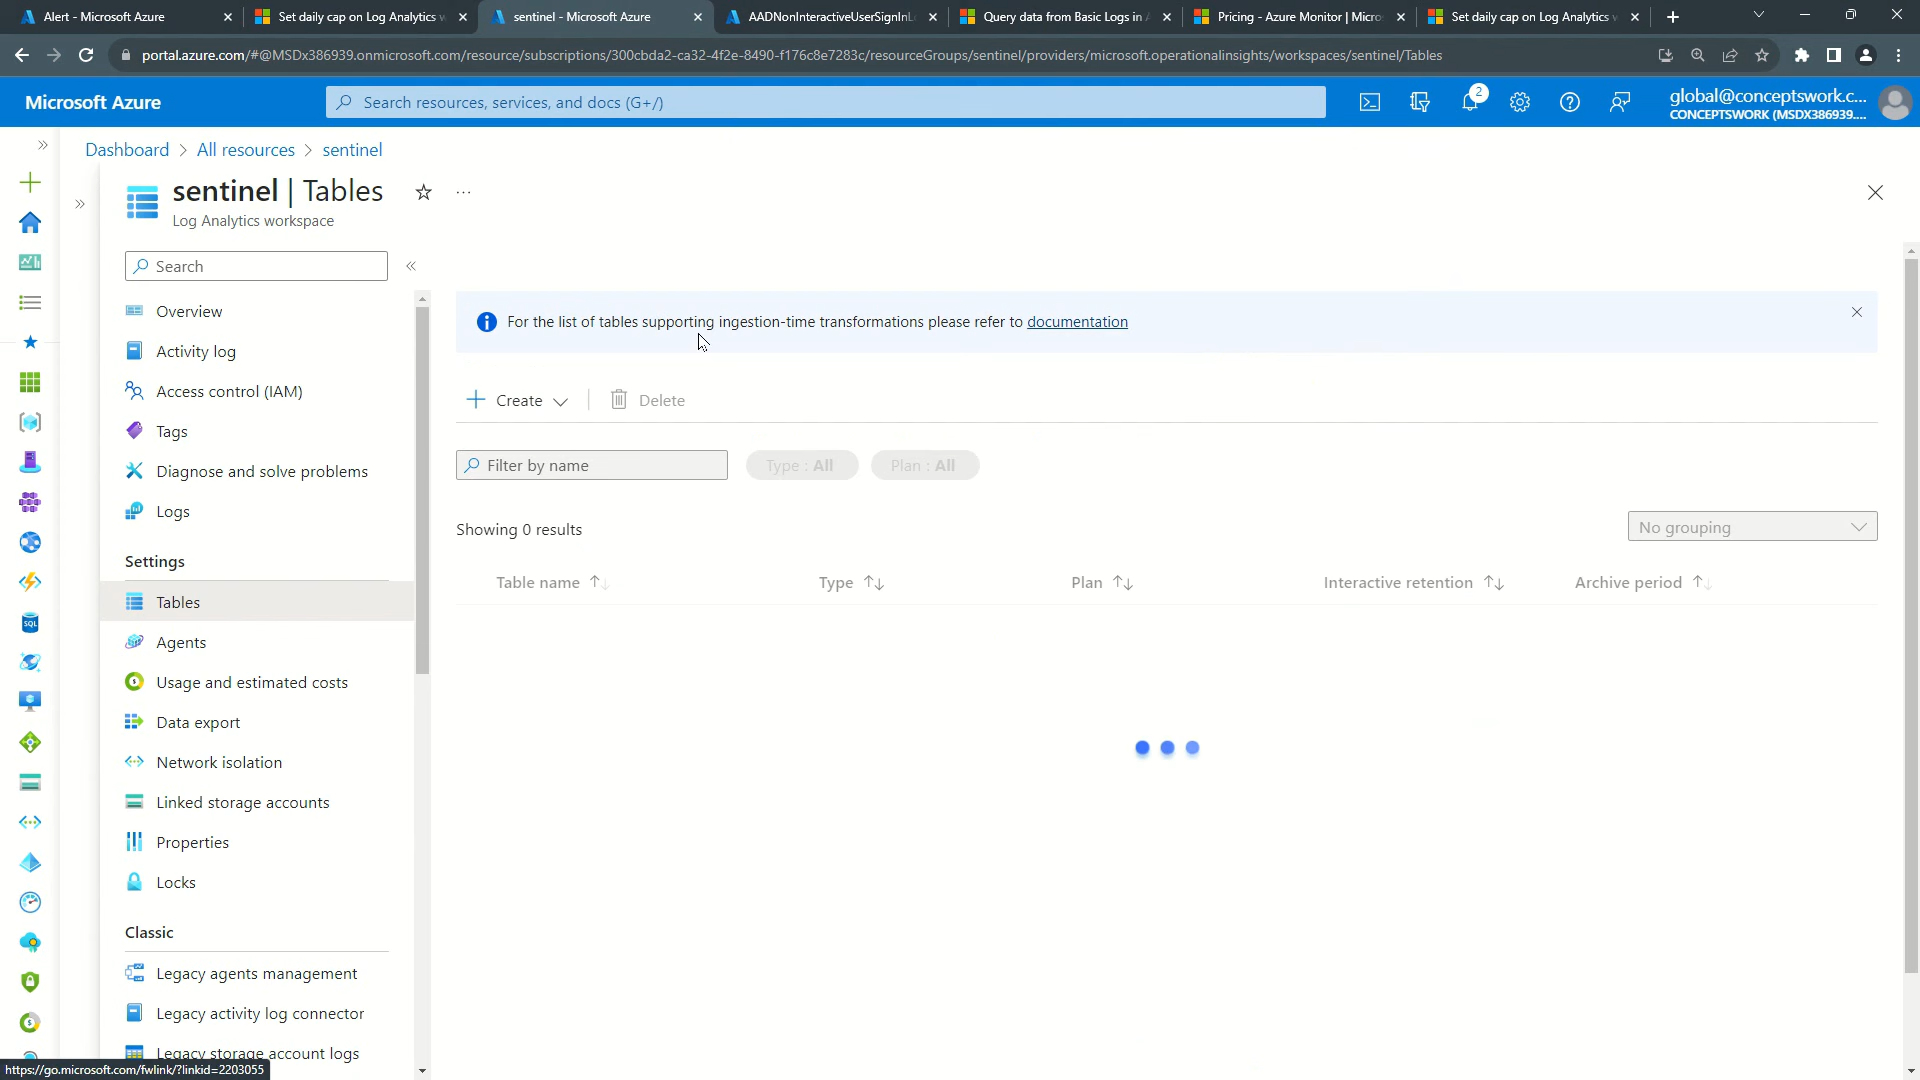 Alert - Microsoft Azure
Set daily cap on Log Analytics w
sentinel - Microsoft Azure
AADNonInteractiveUserSignInL
Query data from Basic Logs in A
Pricing - Azure Monitor | Micro
Set daily cap on Log Analytics w
portal.azure.com/#@MSDx386939.onmicrosoft.com/resource/subscriptions/300cbda2-ca32-4f2e-8490-f176c8e7283c/resourceGroups/sentinel/providers/microsoft.operationalinsights/workspaces/sentinel/Tables
Microsoft Azure
Search resources, services, and docs (G+/)
2
global@conceptswork.c...
CONCEPTSWORK (MSDX386939....
Dashboard > All resources > sentinel
sentinel | Tables
Log Analytics workspace
Search
Overview
Activity log
Access control (IAM)
Tags
Diagnose and solve problems
Logs
Settings
Tables
Agents
Usage and estimated costs
Data export
Network isolation
Linked storage accounts
Properties
Locks
Classic
Legacy agents management
Legacy activity log connector
Legacy storage account logs
For the list of tables supporting ingestion-time transformations please refer to documentation
Create
Delete
Filter by name
Type : All
Plan : All
Showing 0 results
No grouping
Table name
Type
Plan
Interactive retention
Archive period
SQL
https://go.microsoft.com/fwlink/?linkid=2203055